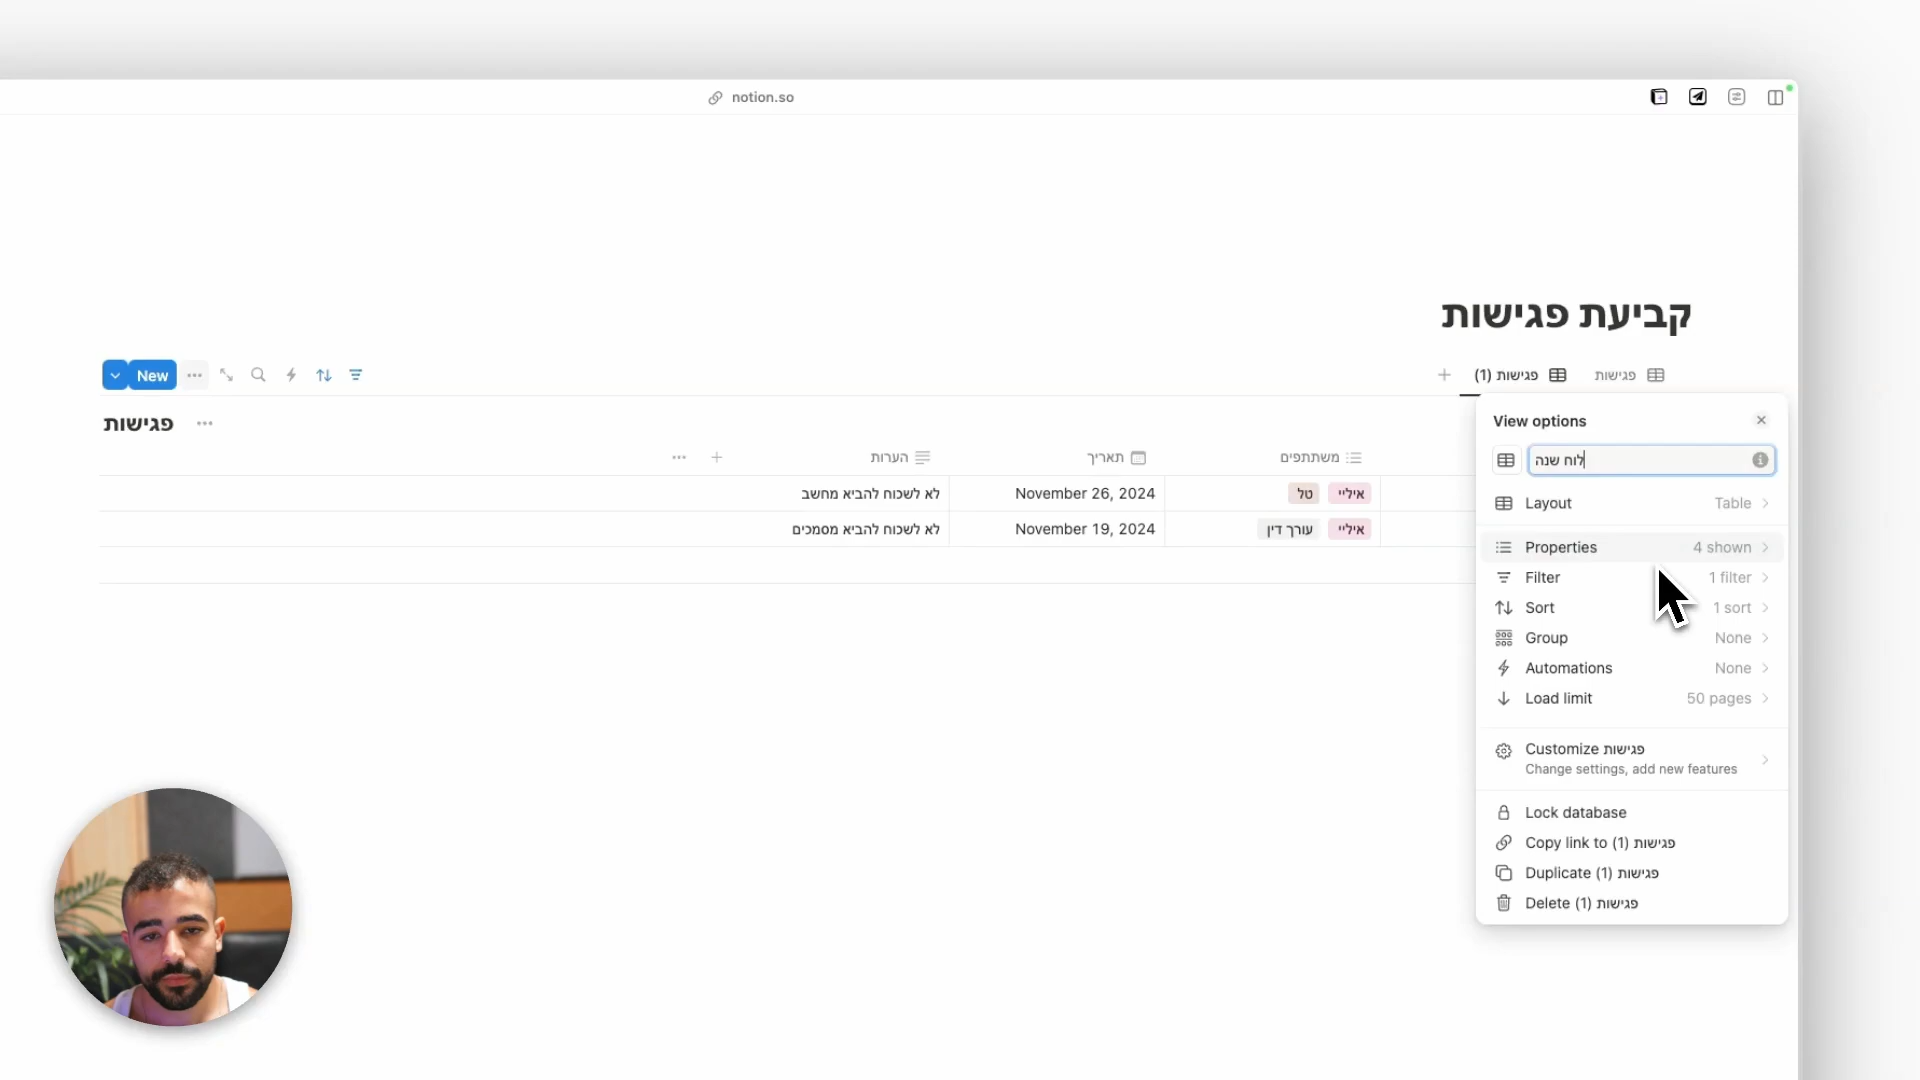 notion.so
קביעת פגישות
פגישות
פגישות (1)
New
פגישות
משתתפים
תאריך
הערות
איליי
טל
November 26, 2024
לא לשכוח להביא מחשב
איליי
עורך דין
November 19, 2024
לא לשכוח להביא מסמכים
View options
לוח שנה
Layout Table
Properties 4 shown
Filter 1 filter
Sort 1 sort
Group None
Automations None
Load limit 50 pages
Customize פגישות
Change settings, add new features
Lock database
Copy link to פגישות (1)
Duplicate פגישות (1)
Delete פגישות (1)